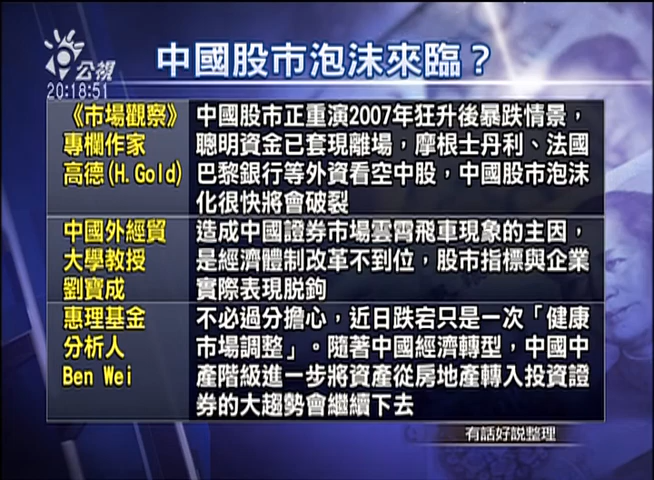 中國股市泡沫來臨？
公視
20:18:51
《市場觀察》
專欄作家
高德(H.Gold)
中國股市正重演2007年狂升後暴跌情景，
聰明資金已套現離場，摩根士丹利、法國
巴黎銀行等外資看空中股，中國股市泡沫
化很快將會破裂
中國外經貿
大學教授
劉寶成
造成中國證券市場雲霄飛車現象的主因，
是經濟體制改革不到位，股市指標與企業
實際表現脫鉤
惠理基金
分析人
Ben Wei
不必過分擔心，近日跌宕只是一次「健康
市場調整」。隨著中國經濟轉型，中國中
產階級進一步將資產從房地產轉入投資證
券的大趨勢會繼續下去
有話好說整理